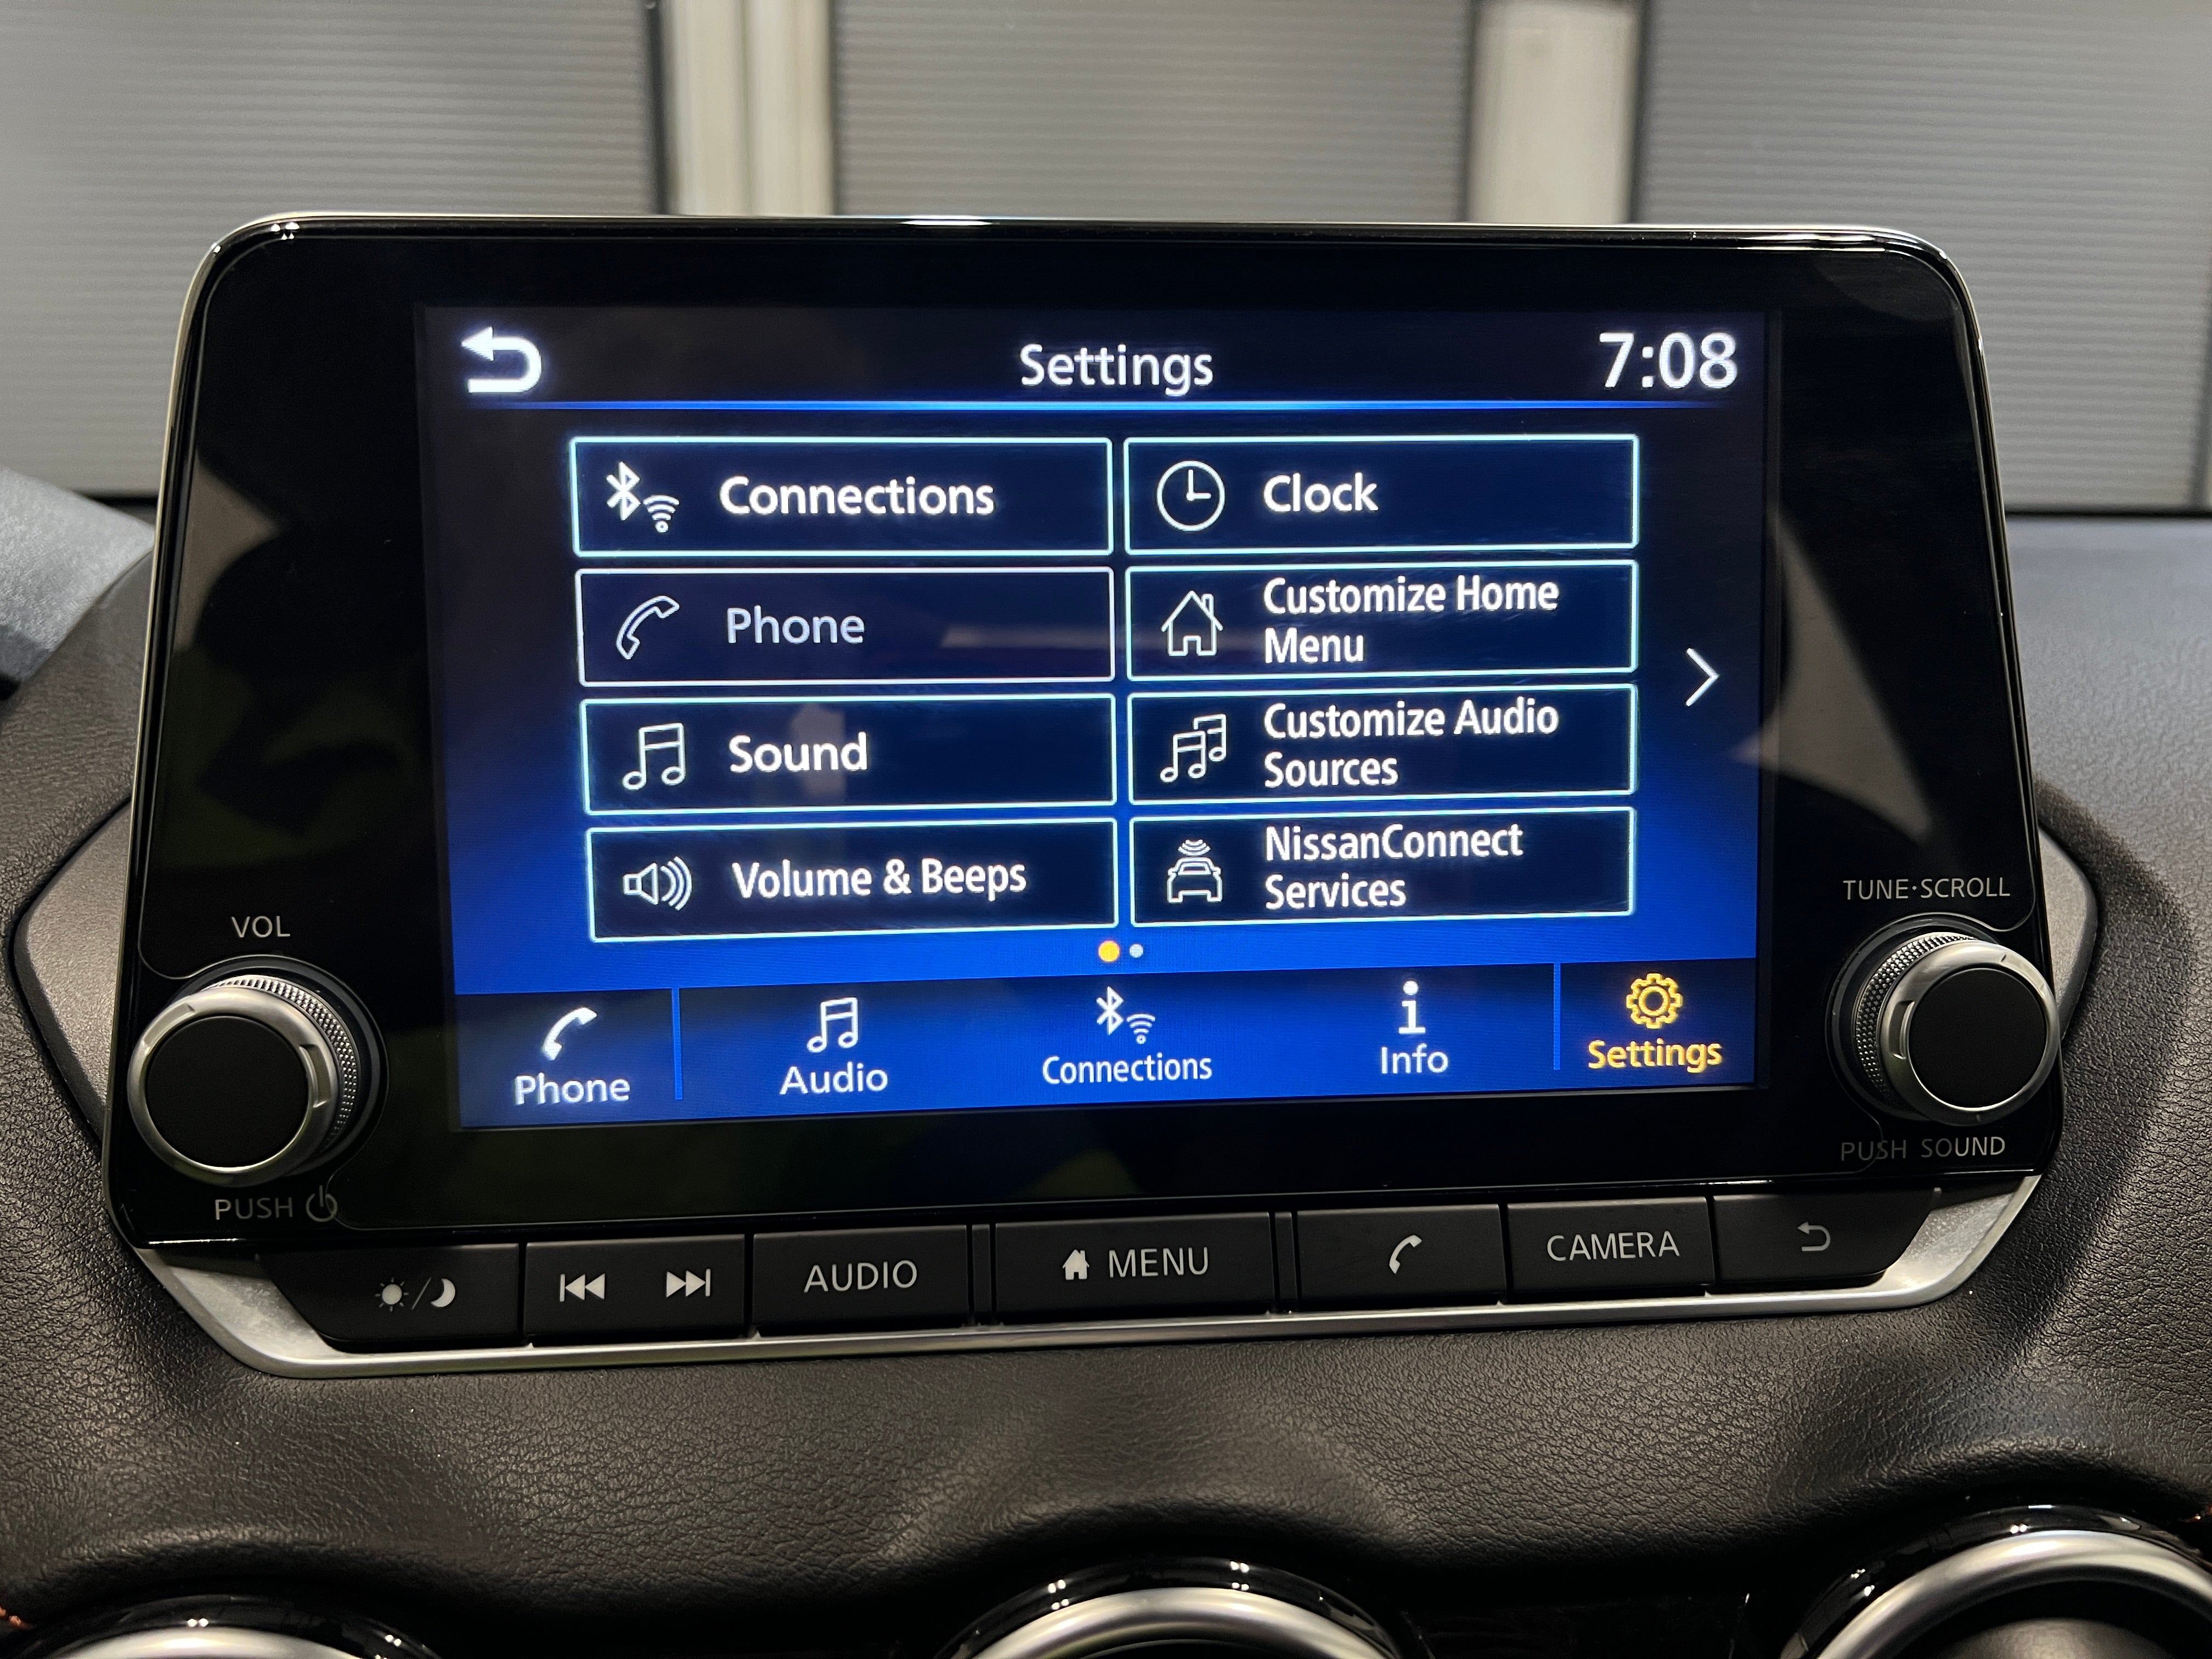 Settings
7:08
Connections
Clock
Phone
Customize Home
Menu
Sound
Customize Audio
Sources
Volume & Beeps
NissanConnect
Services
Phone
Audio
Connections
Info
Settings
VOL
PUSH
TUNE·SCROLL
PUSH SOUND
AUDIO
MENU
CAMERA